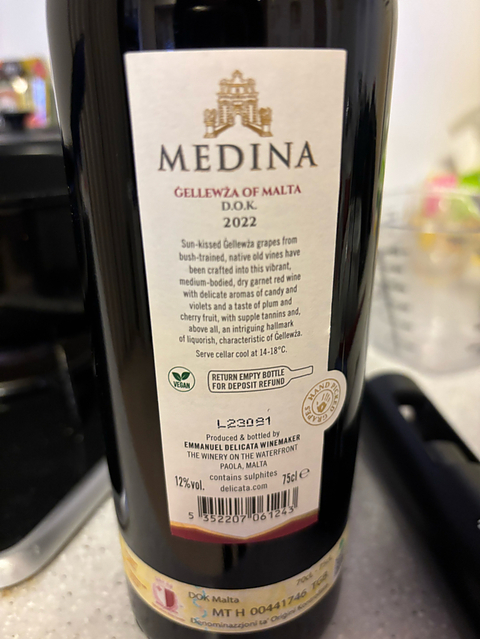 MEDINA
ĠELLEWŻA OF MALTA
D.O.K.
2022
Sun-kissed Ġellewża grapes from
bush-trained, native old vines have
been crafted into this vibrant,
medium-bodied, dry garnet red wine
with delicate aromas of candy and
violets and a taste of plum and
cherry fruit, with supple tannins and,
above all, an intriguing hallmark
of liquorish, characteristic of Ġellewża.
Serve cellar cool at 14-18°C.
VEGAN
RETURN EMPTY BOTTLE
FOR DEPOSIT REFUND
HAND PICKED GRAPES
L23081
Produced & bottled by
EMMANUEL DELICATA WINEMAKER
THE WINERY ON THE WATERFRONT
PAOLA, MALTA
contains sulphites
12%vol.
75cl e
delicata.com
5 352207 061243
DOK Malta
MT H 00441746
Denominazzjoni ta' Oriġini